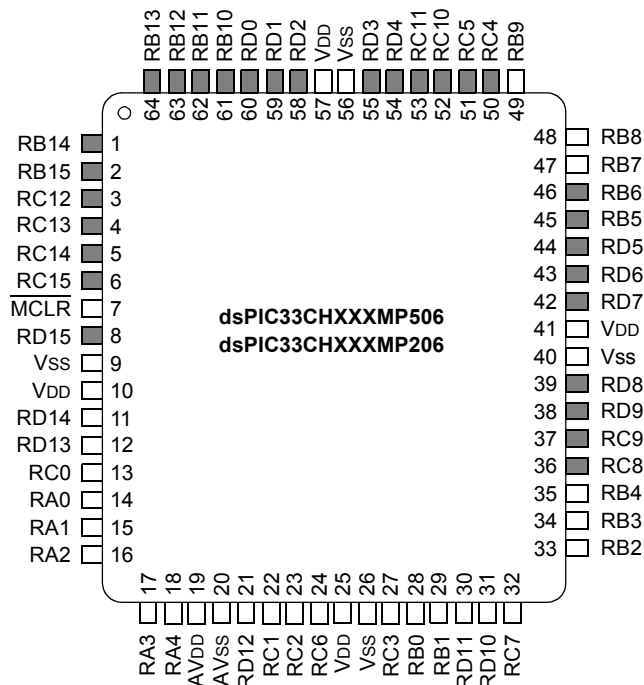 RB13 RB12 RB11 RB10 RD0 RD1 RD2 VDD VSS RD3 RD4 RC11 RC10 RC5 RC4 RB9
64 63 62 61 60 59 58 57 56 55 54 53 52 51 50 49
RB14 1
RB15 2
RC12 3
RC13 4
RC14 5
RC15 6
MCLR 7
RD15 8
VSS 9
VDD 10
RD14 11
RD13 12
RC0 13
RA0 14
RA1 15
RA2 16
dsPIC33CHXXXMP506
dsPIC33CHXXXMP206
48 RB8
47 RB7
46 RB6
45 RB5
44 RD5
43 RD6
42 RD7
41 VDD
40 Vss
39 RD8
38 RD9
37 RC9
36 RC8
35 RB4
34 RB3
33 RB2
17 18 19 20 21 22 23 24 25 26 27 28 29 30 31 32
RA3 RA4 AVDD AVSS RD12 RC1 RC2 RC6 VDD VSS RC3 RB0 RB1 RD11 RD10 RC7